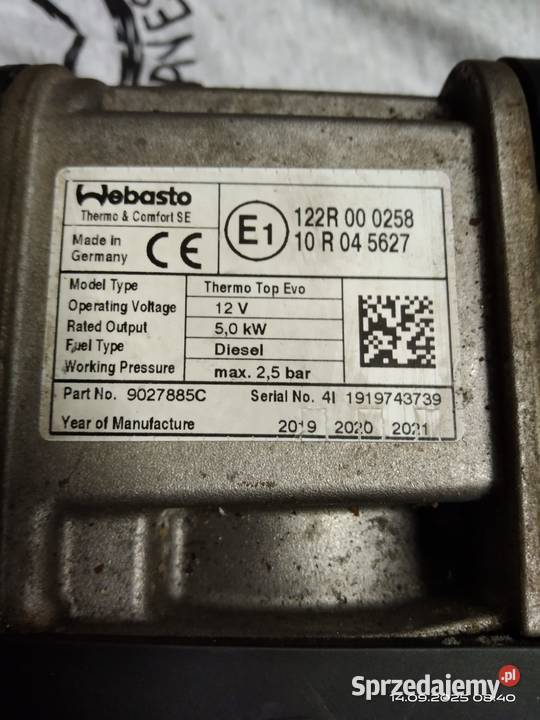 Webasto
Thermo & Comfort SE
Made in
Germany
CE
E1
122R 00 0258
10 R 04 5627
Model Type Thermo Top Evo
Operating Voltage 12 V
Rated Output 5,0 kW
Fuel Type Diesel
Working Pressure max. 2,5 bar
Part No. 9027885C Serial No. 4I 1919743739
Year of Manufacture 2019 2020 2021
Sprzedajemy.pl
14.09.2025 08:40